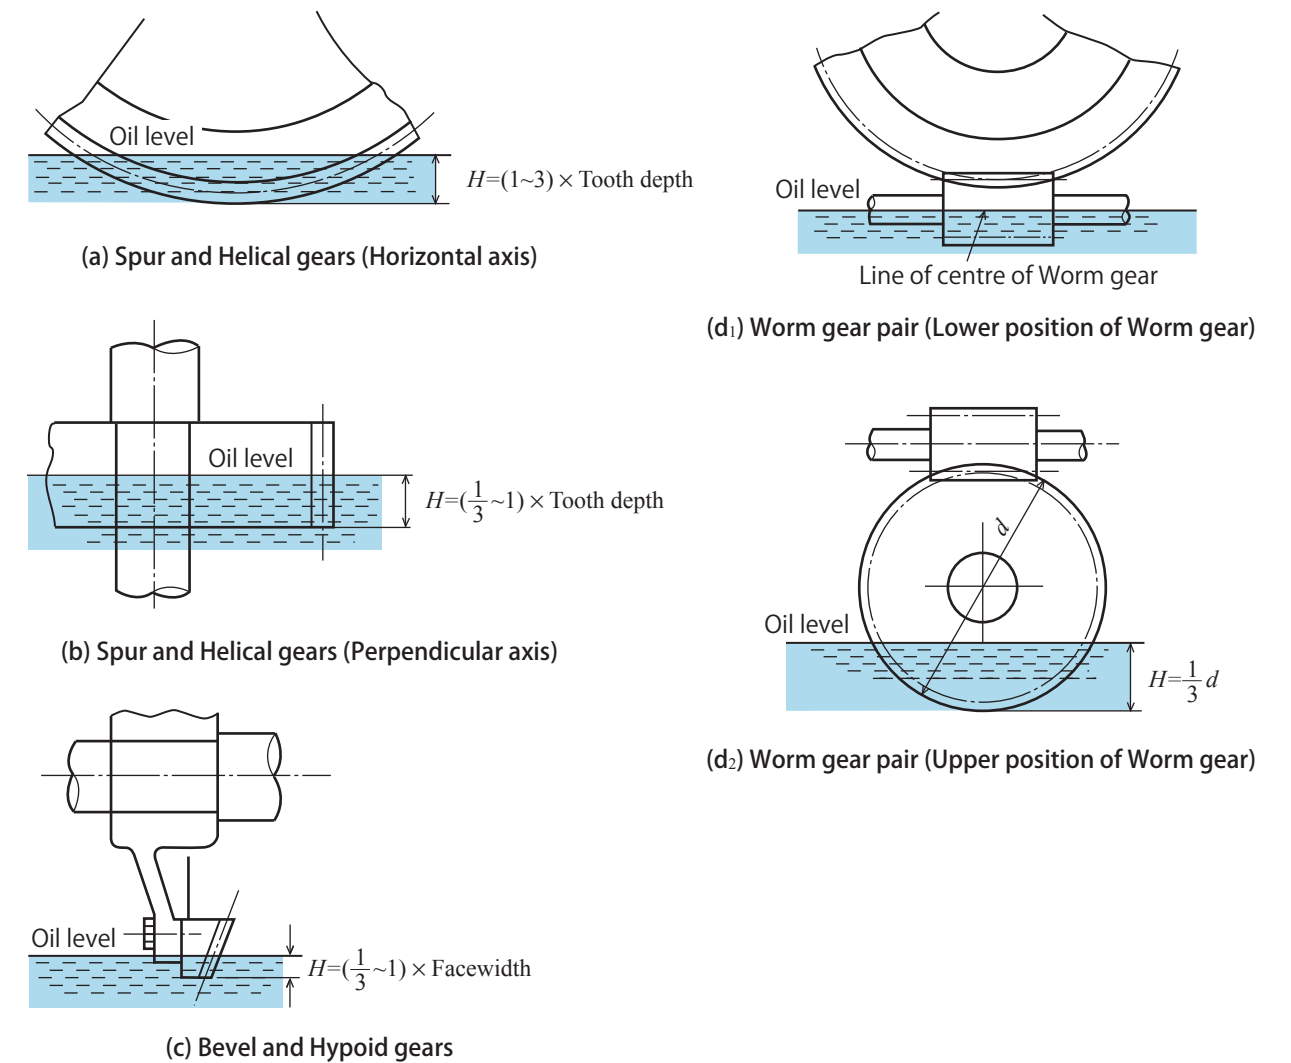 Oil level
H=(1~3) × Tooth depth
(a) Spur and Helical gears (Horizontal axis)
Oil level
H=(1/3~1) × Tooth depth
(b) Spur and Helical gears (Perpendicular axis)
Oil level
H=(1/3~1) × Facewidth
(c) Bevel and Hypoid gears
Oil level
Line of centre of Worm gear
(d₁) Worm gear pair (Lower position of Worm gear)
d
Oil level
H=1/3 d
(d₂) Worm gear pair (Upper position of Worm gear)